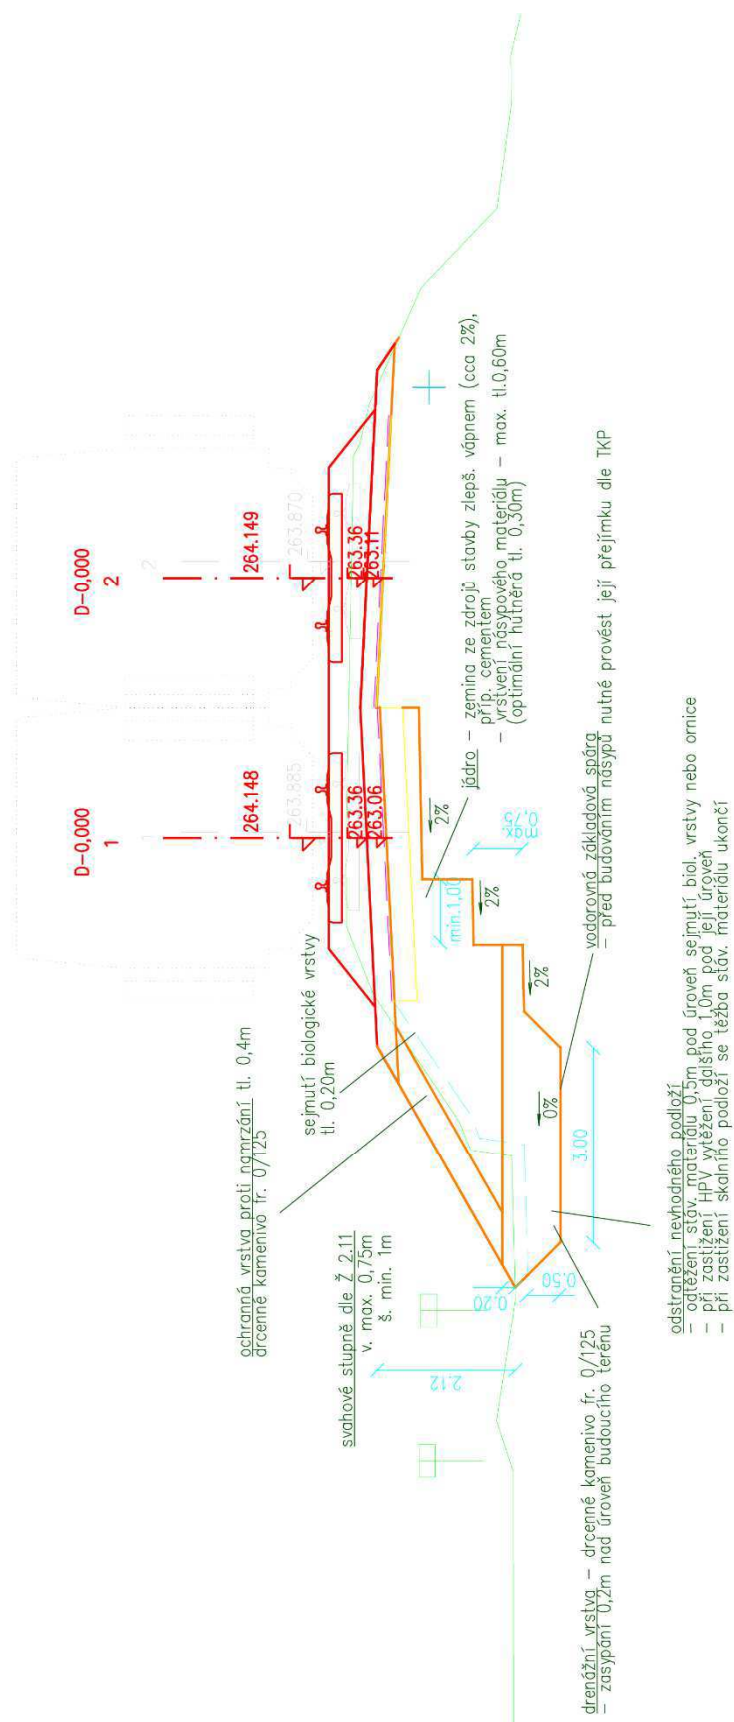 D-0,000
1
D-0,000
2
2
264.148
264.149
263.885
263.870
263.36
263.06
263.36
263.11
ochranná vrstva proti namrzání tl. 0,4m
drcenné kamenivo fr. 0/125
sejmutí biologické vrstvy
tl. 0,20m
svahové stupně dle Ž 2.11
v. max. 0,75m
š. min. 1m
jádro – zemina ze zdrojů stavby zlepš. vápnem (cca 2%),
příp. cementem
– vrstvení násypového materiálu – max. tl.0,60m
(optimální hutněná tl. 0,30m)
2%
2%
2%
0%
min.1,00
max.
0,75
2.12
0.20
0.50
3.00
vodorovná základová spára
– před budováním násypů nutné provést její přejímku dle TKP
drenážní vrstva – drcenné kamenivo fr. 0/125
– zasypání 0,2m nad úroveň budoucího terénu
odstranění nevhodného podloží
– odtěžení stáv. materiálu 0,5m pod úroveň sejmutí biol. vrstvy nebo ornice
– při zastižení HPV vytěžení dalšího 1,0m pod její úroveň
– při zastižení skalního podloží se těžba stáv. materiálu ukončí